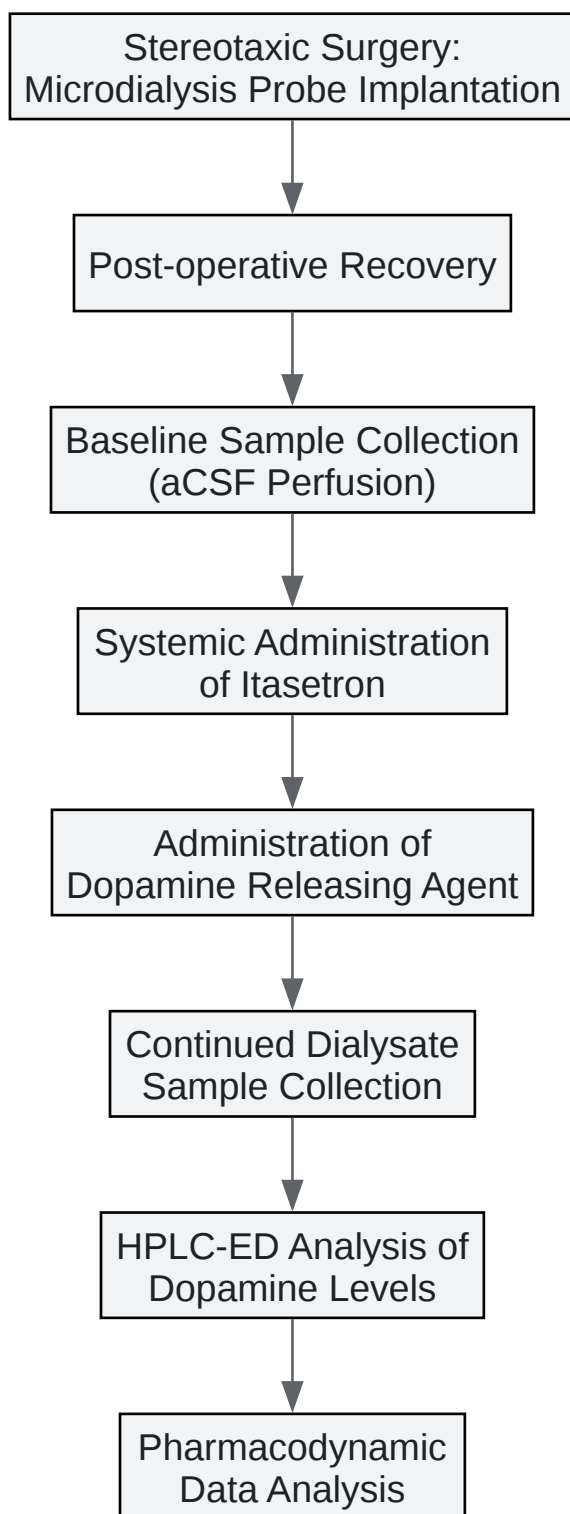 Stereotaxic Surgery:
Microdialysis Probe Implantation
Post-operative Recovery
Baseline Sample Collection
(aCSF Perfusion)
Systemic Administration
of Itasetron
Administration of
Dopamine Releasing Agent
Continued Dialysate
Sample Collection
HPLC-ED Analysis of
Dopamine Levels
Pharmacodynamic
Data Analysis